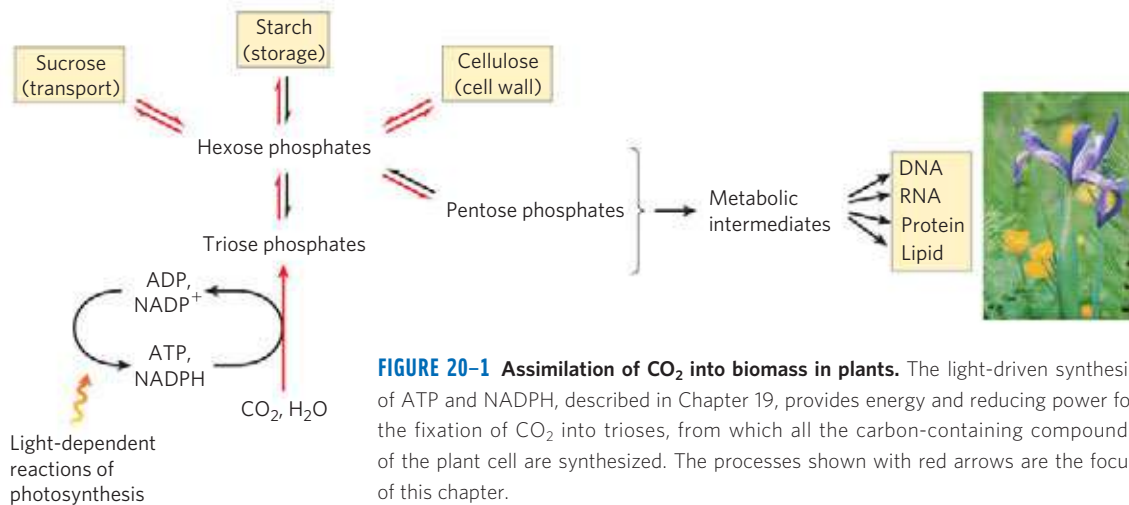 Starch
(storage)
Sucrose
(transport)
Cellulose
(cell wall)
Hexose phosphates
Pentose phosphates
Metabolic
intermediates
DNA
RNA
Protein
Lipid
Triose phosphates
ADP,
NADP+
ATP,
NADPH
CO2, H2O
Light-dependent
reactions of
photosynthesis
FIGURE 20–1 Assimilation of CO2 into biomass in plants. The light-driven synthesi
of ATP and NADPH, described in Chapter 19, provides energy and reducing power fo
the fixation of CO2 into trioses, from which all the carbon-containing compound
of the plant cell are synthesized. The processes shown with red arrows are the focu
of this chapter.